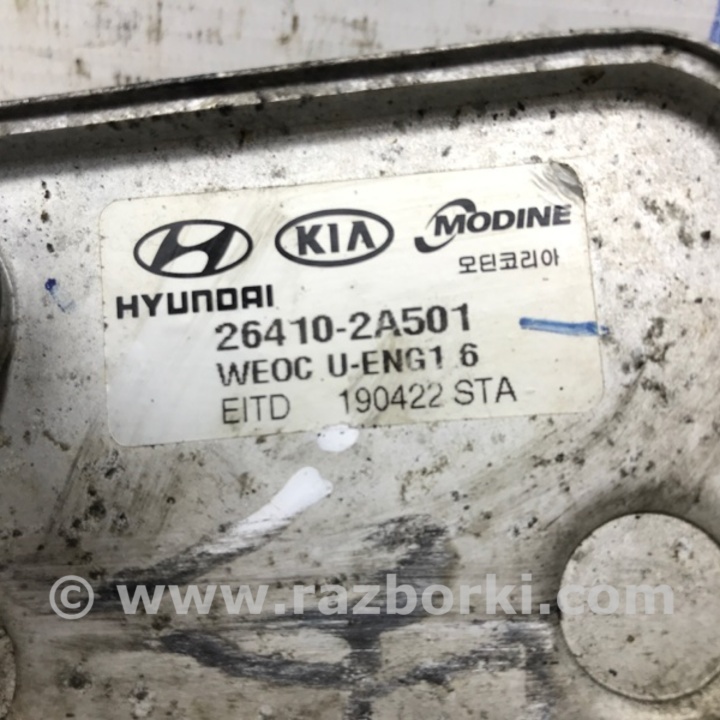 HYUNDAI KIA MODINE
모딘코리아
26410-2A501
WEOC U-ENG1.6
EITD 190422 STA
© www.razborki.com